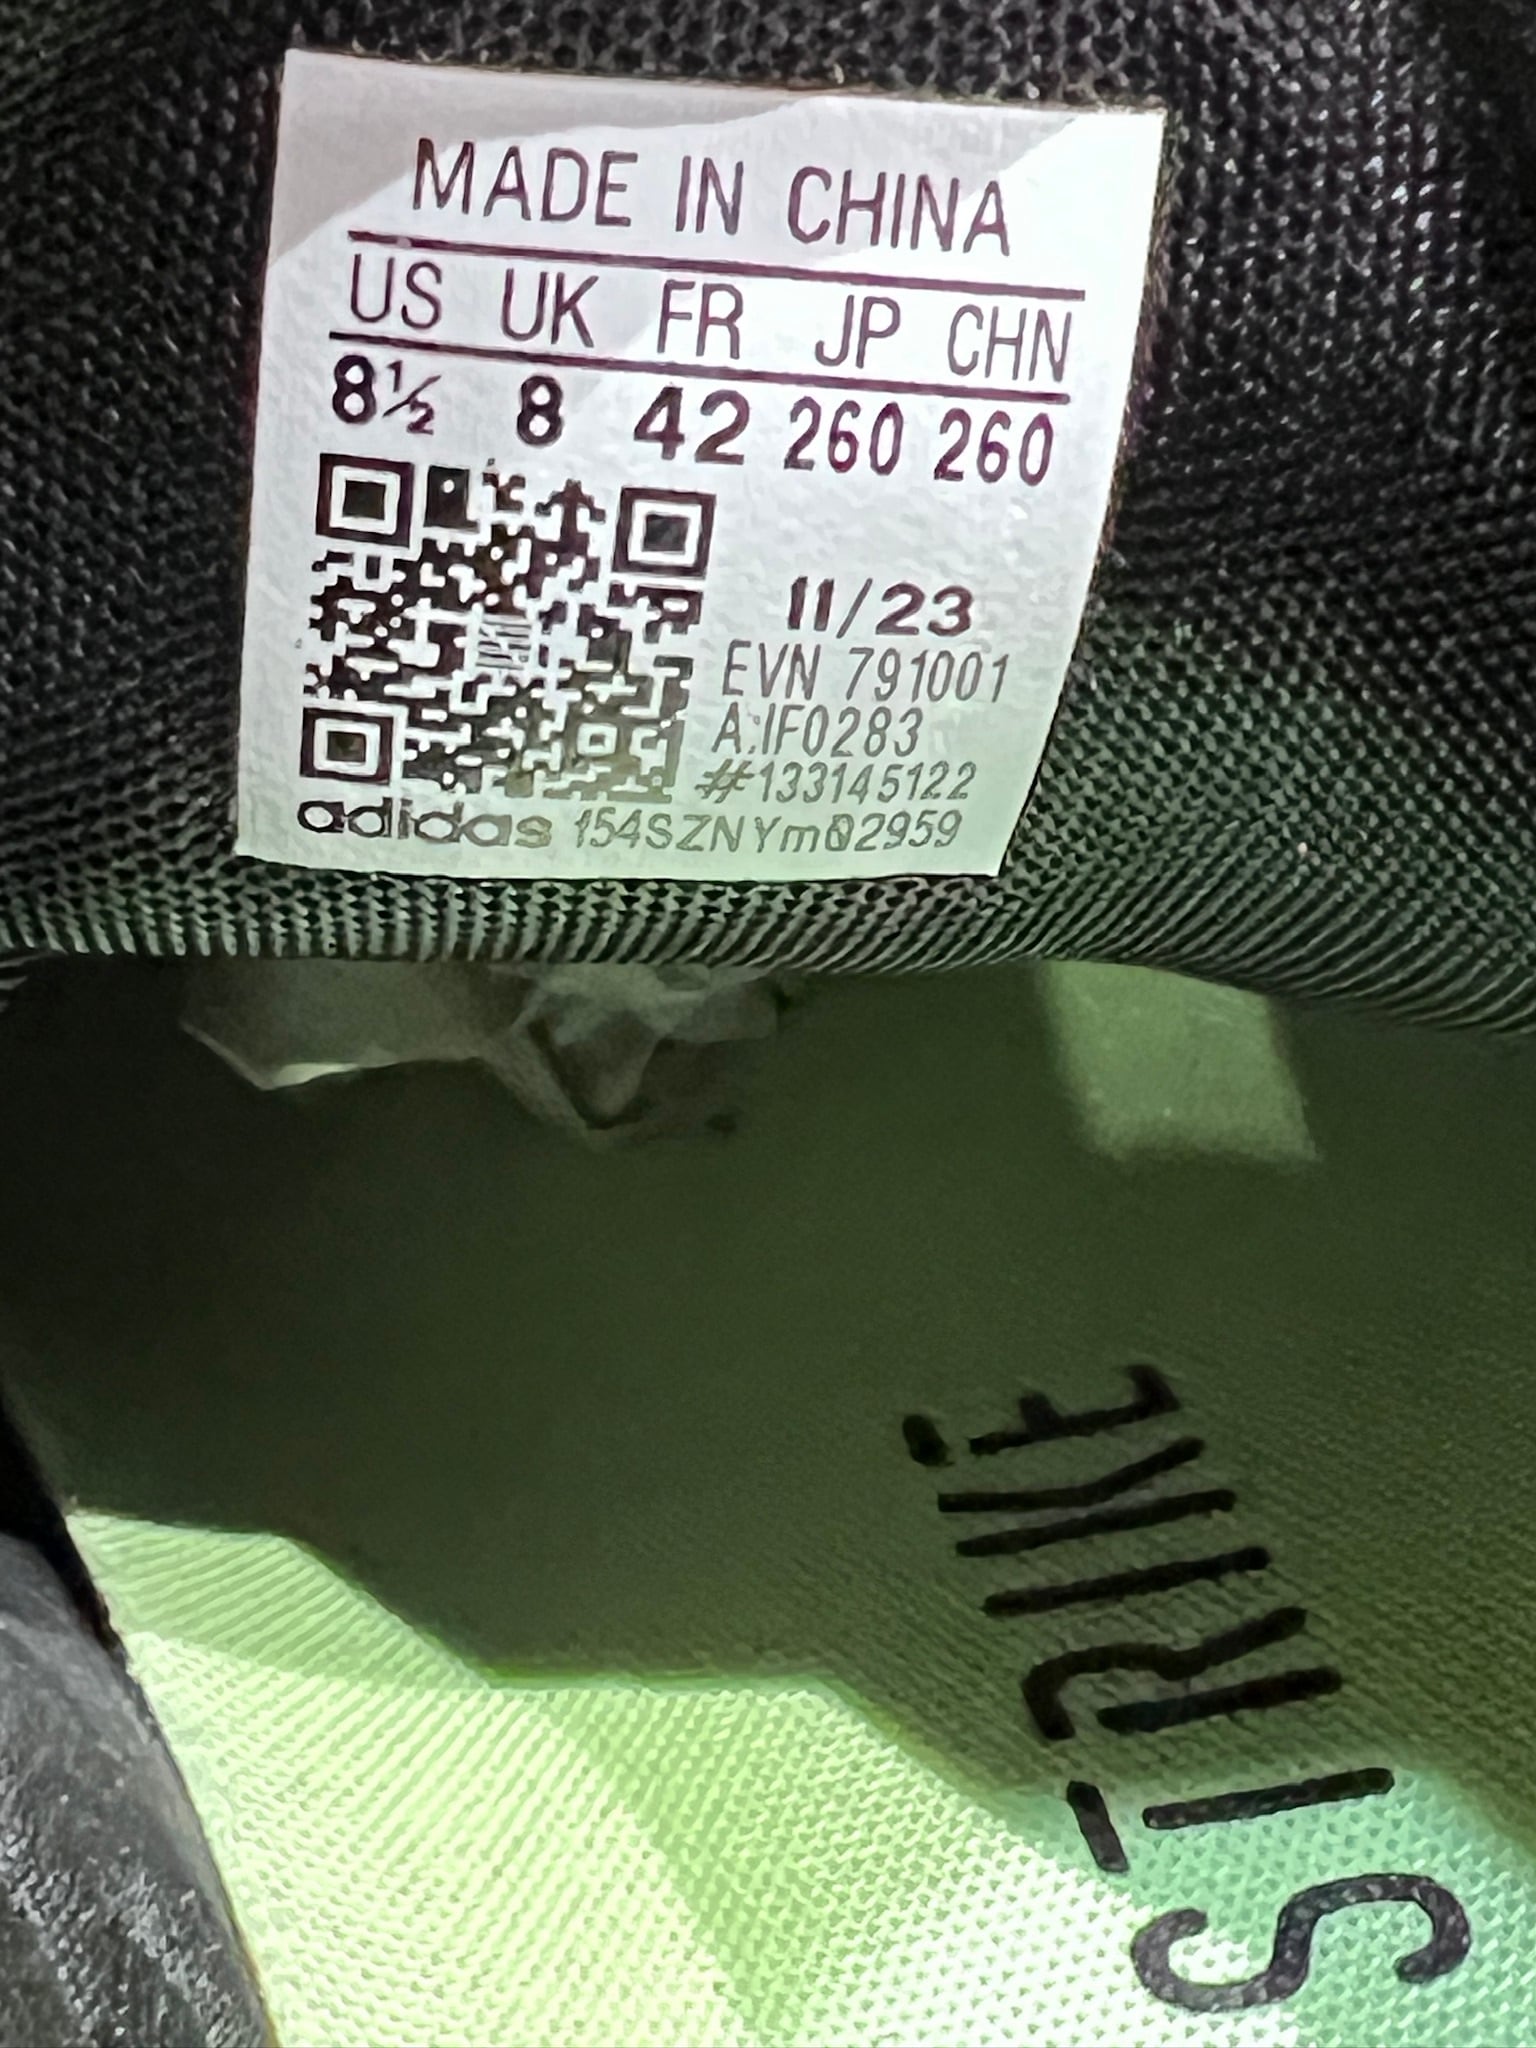 MADE IN CHINA
US UK FR JP CHN
8½ 8 42 260 260
11/23
EVN 791001
A:IF0283
#133145122
adidas 154SZNYm02959
STRIKE